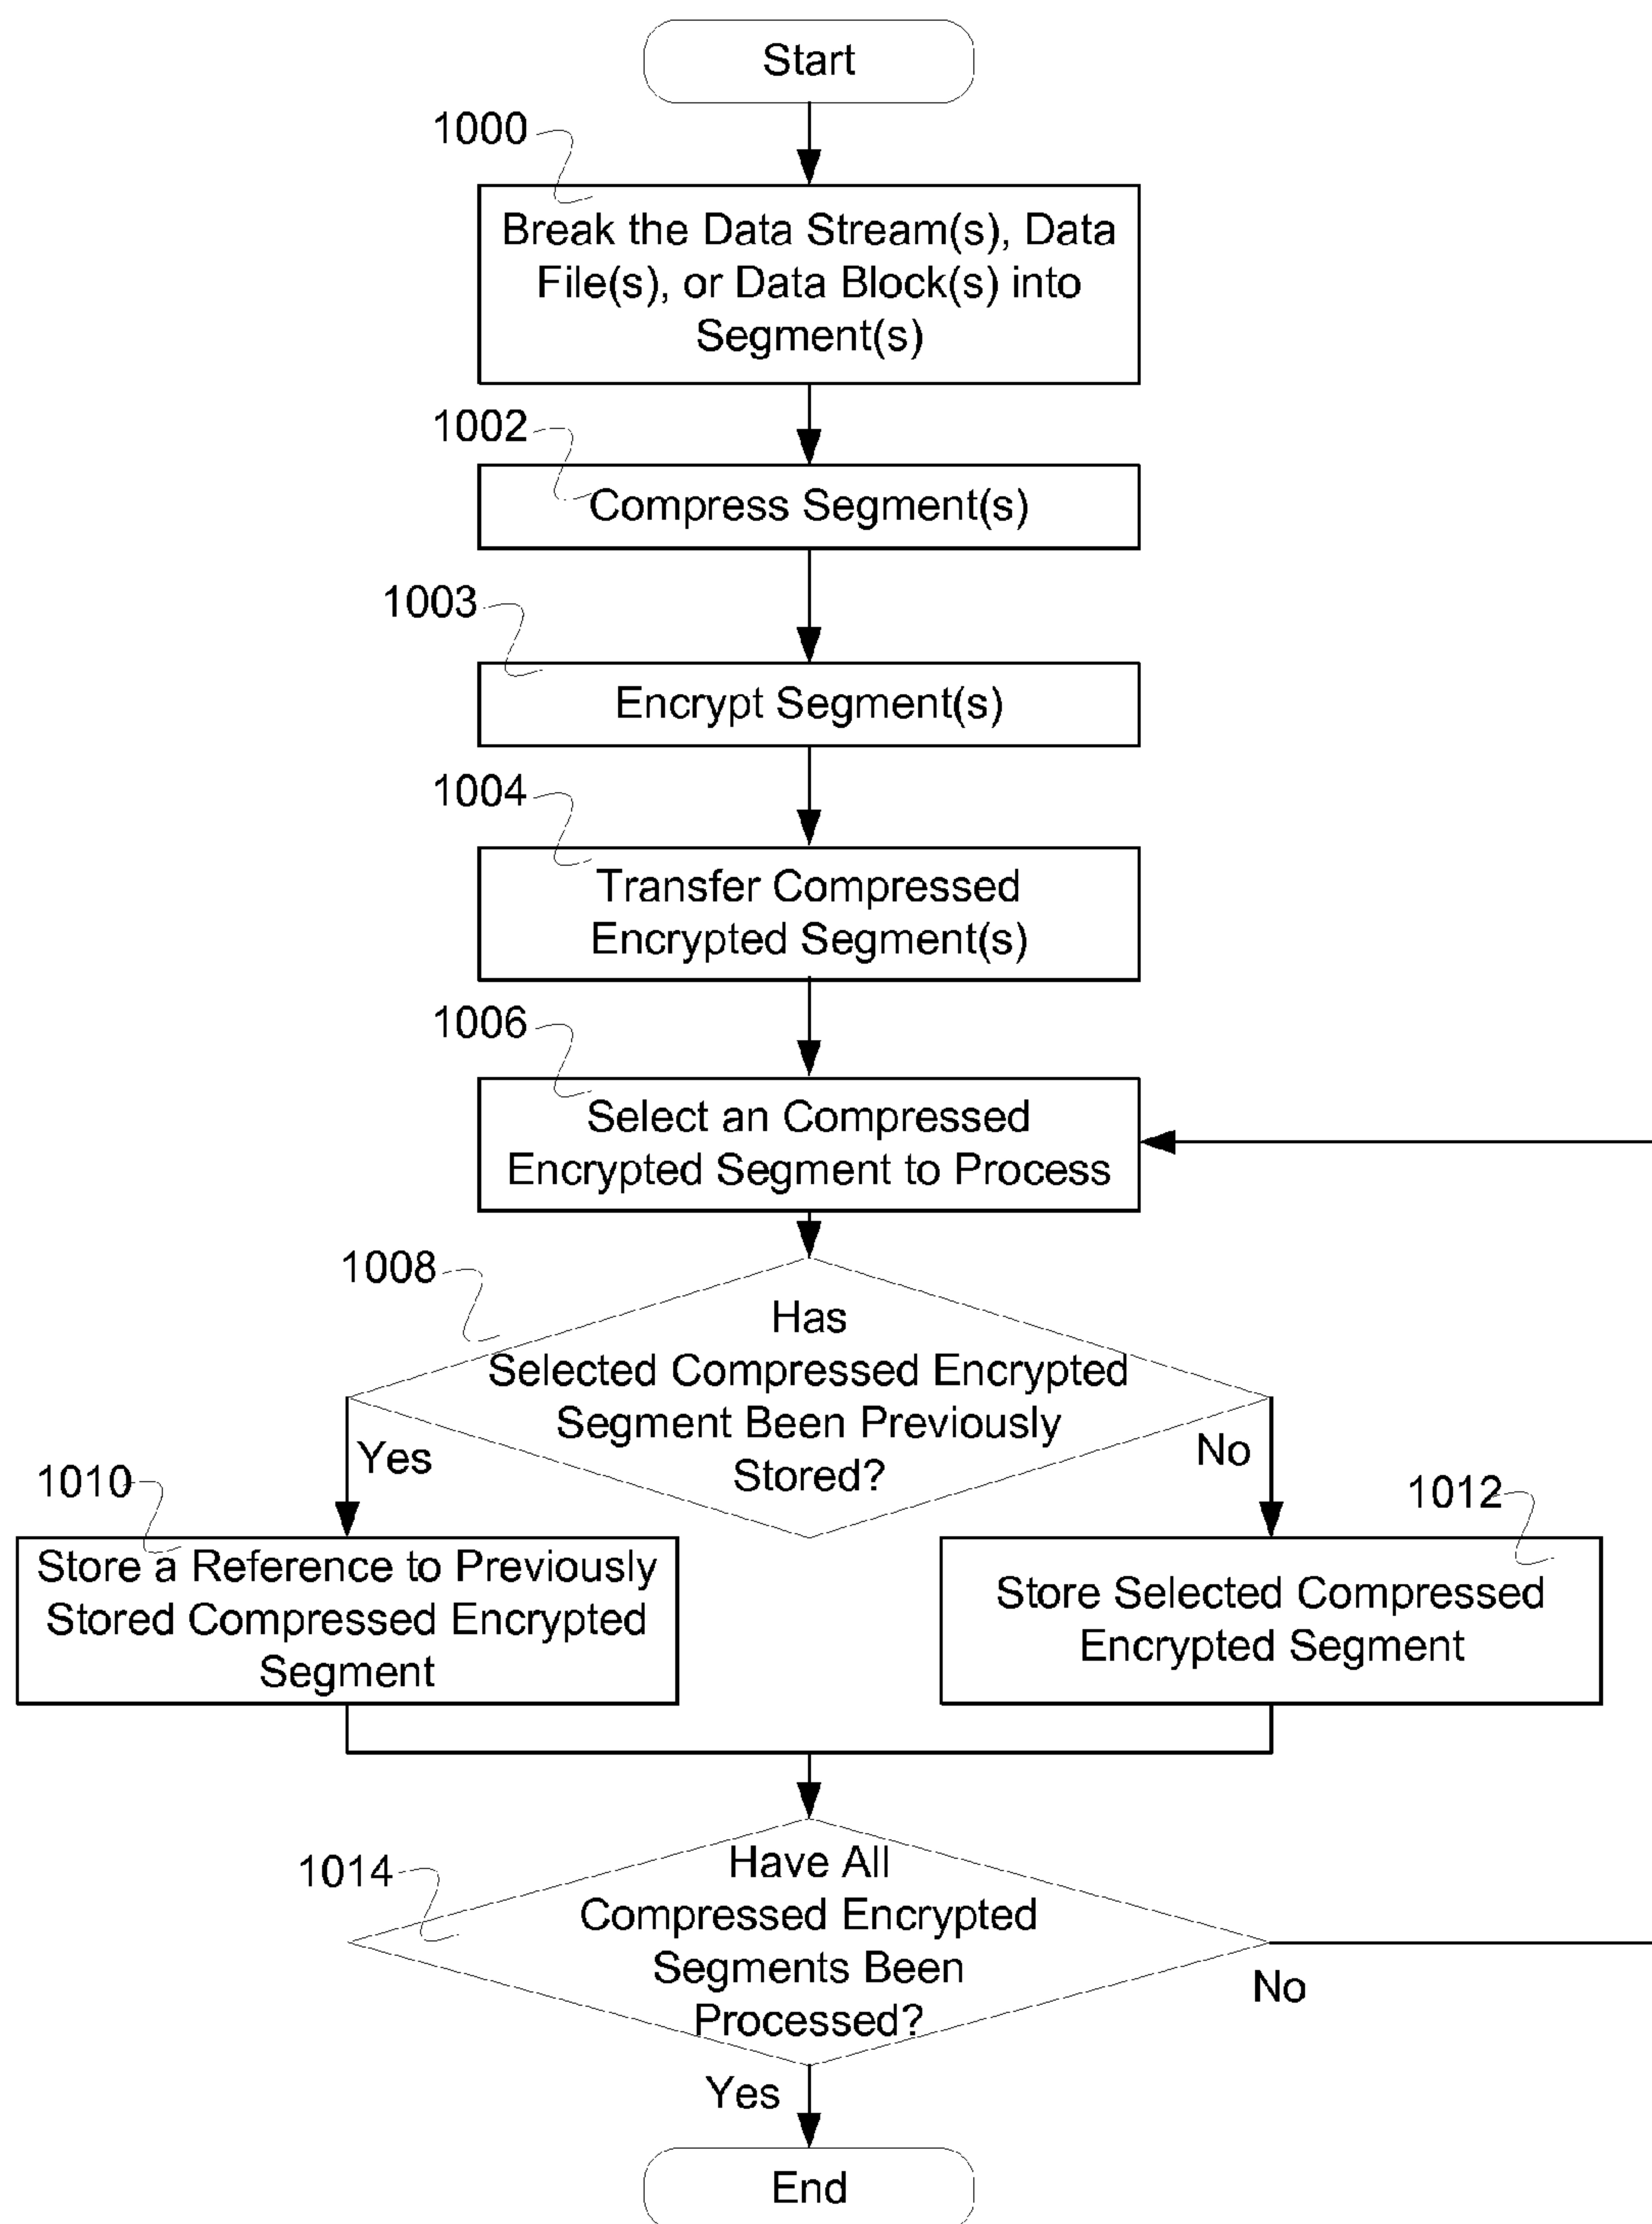 Start
1000
Break the Data Stream(s), Data
File(s), or Data Block(s) into
Segment(s)
1002
Compress Segment(s)
1003
Encrypt Segment(s)
1004
Transfer Compressed
Encrypted Segment(s)
1006
Select an Compressed
Encrypted Segment to Process
1008
Has
Selected Compressed Encrypted
Segment Been Previously
Stored?
Yes
No
1010
1012
Store a Reference to Previously
Stored Compressed Encrypted
Segment
Store Selected Compressed
Encrypted Segment
1014
Have All
Compressed Encrypted
Segments Been
Processed?
No
Yes
End